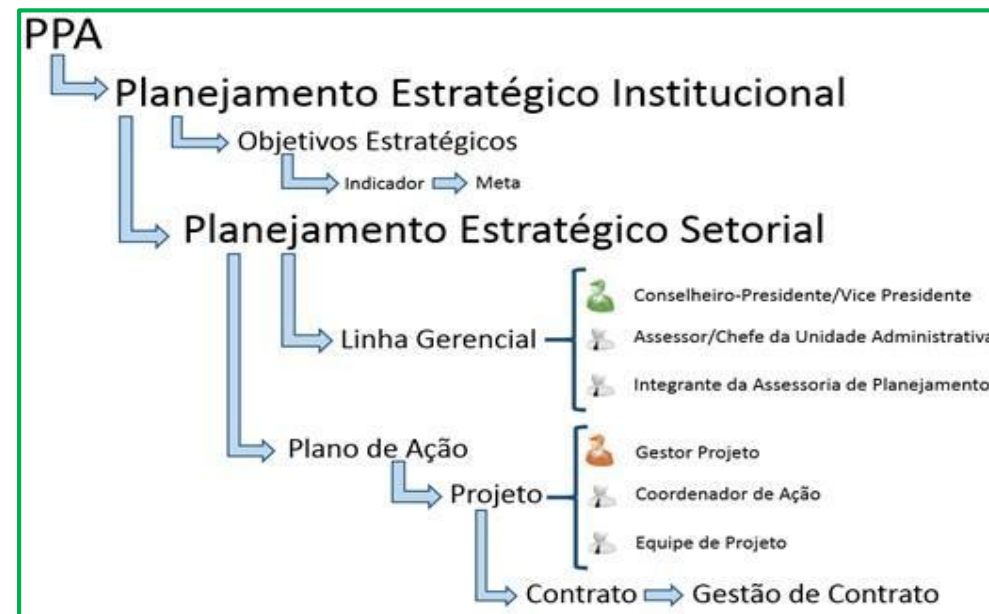 PPA
Planejamento Estratégico Institucional
Objetivos Estratégicos
Indicador Meta
Planejamento Estratégico Setorial
Linha Gerencial
Conselheiro-Presidente/Vice Presidente
Assessor/Chefe da Unidade Administrativa
Integrante da Assessoria de Planejamento
Plano de Ação
Projeto
Gestor Projeto
Coordenador de Ação
Equipe de Projeto
Contrato Gestão de Contrato